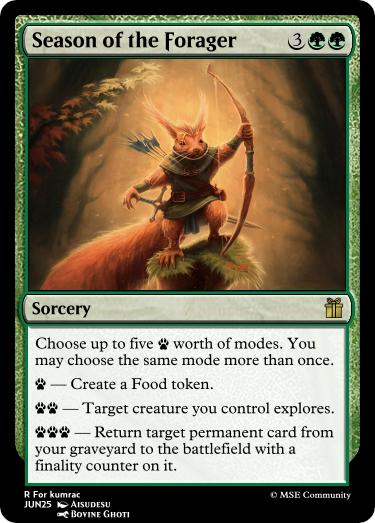 Season of the Forager 3
Sorcery
Choose up to five worth of modes. You
may choose the same mode more than once.
— Create a Food token.
— Target creature you control explores.
— Return target permanent card from
your graveyard to the battlefield with a
finality counter on it.
R For kumrac
JUN25 Aisudesu
Bovine Ghoti
© MSE Community